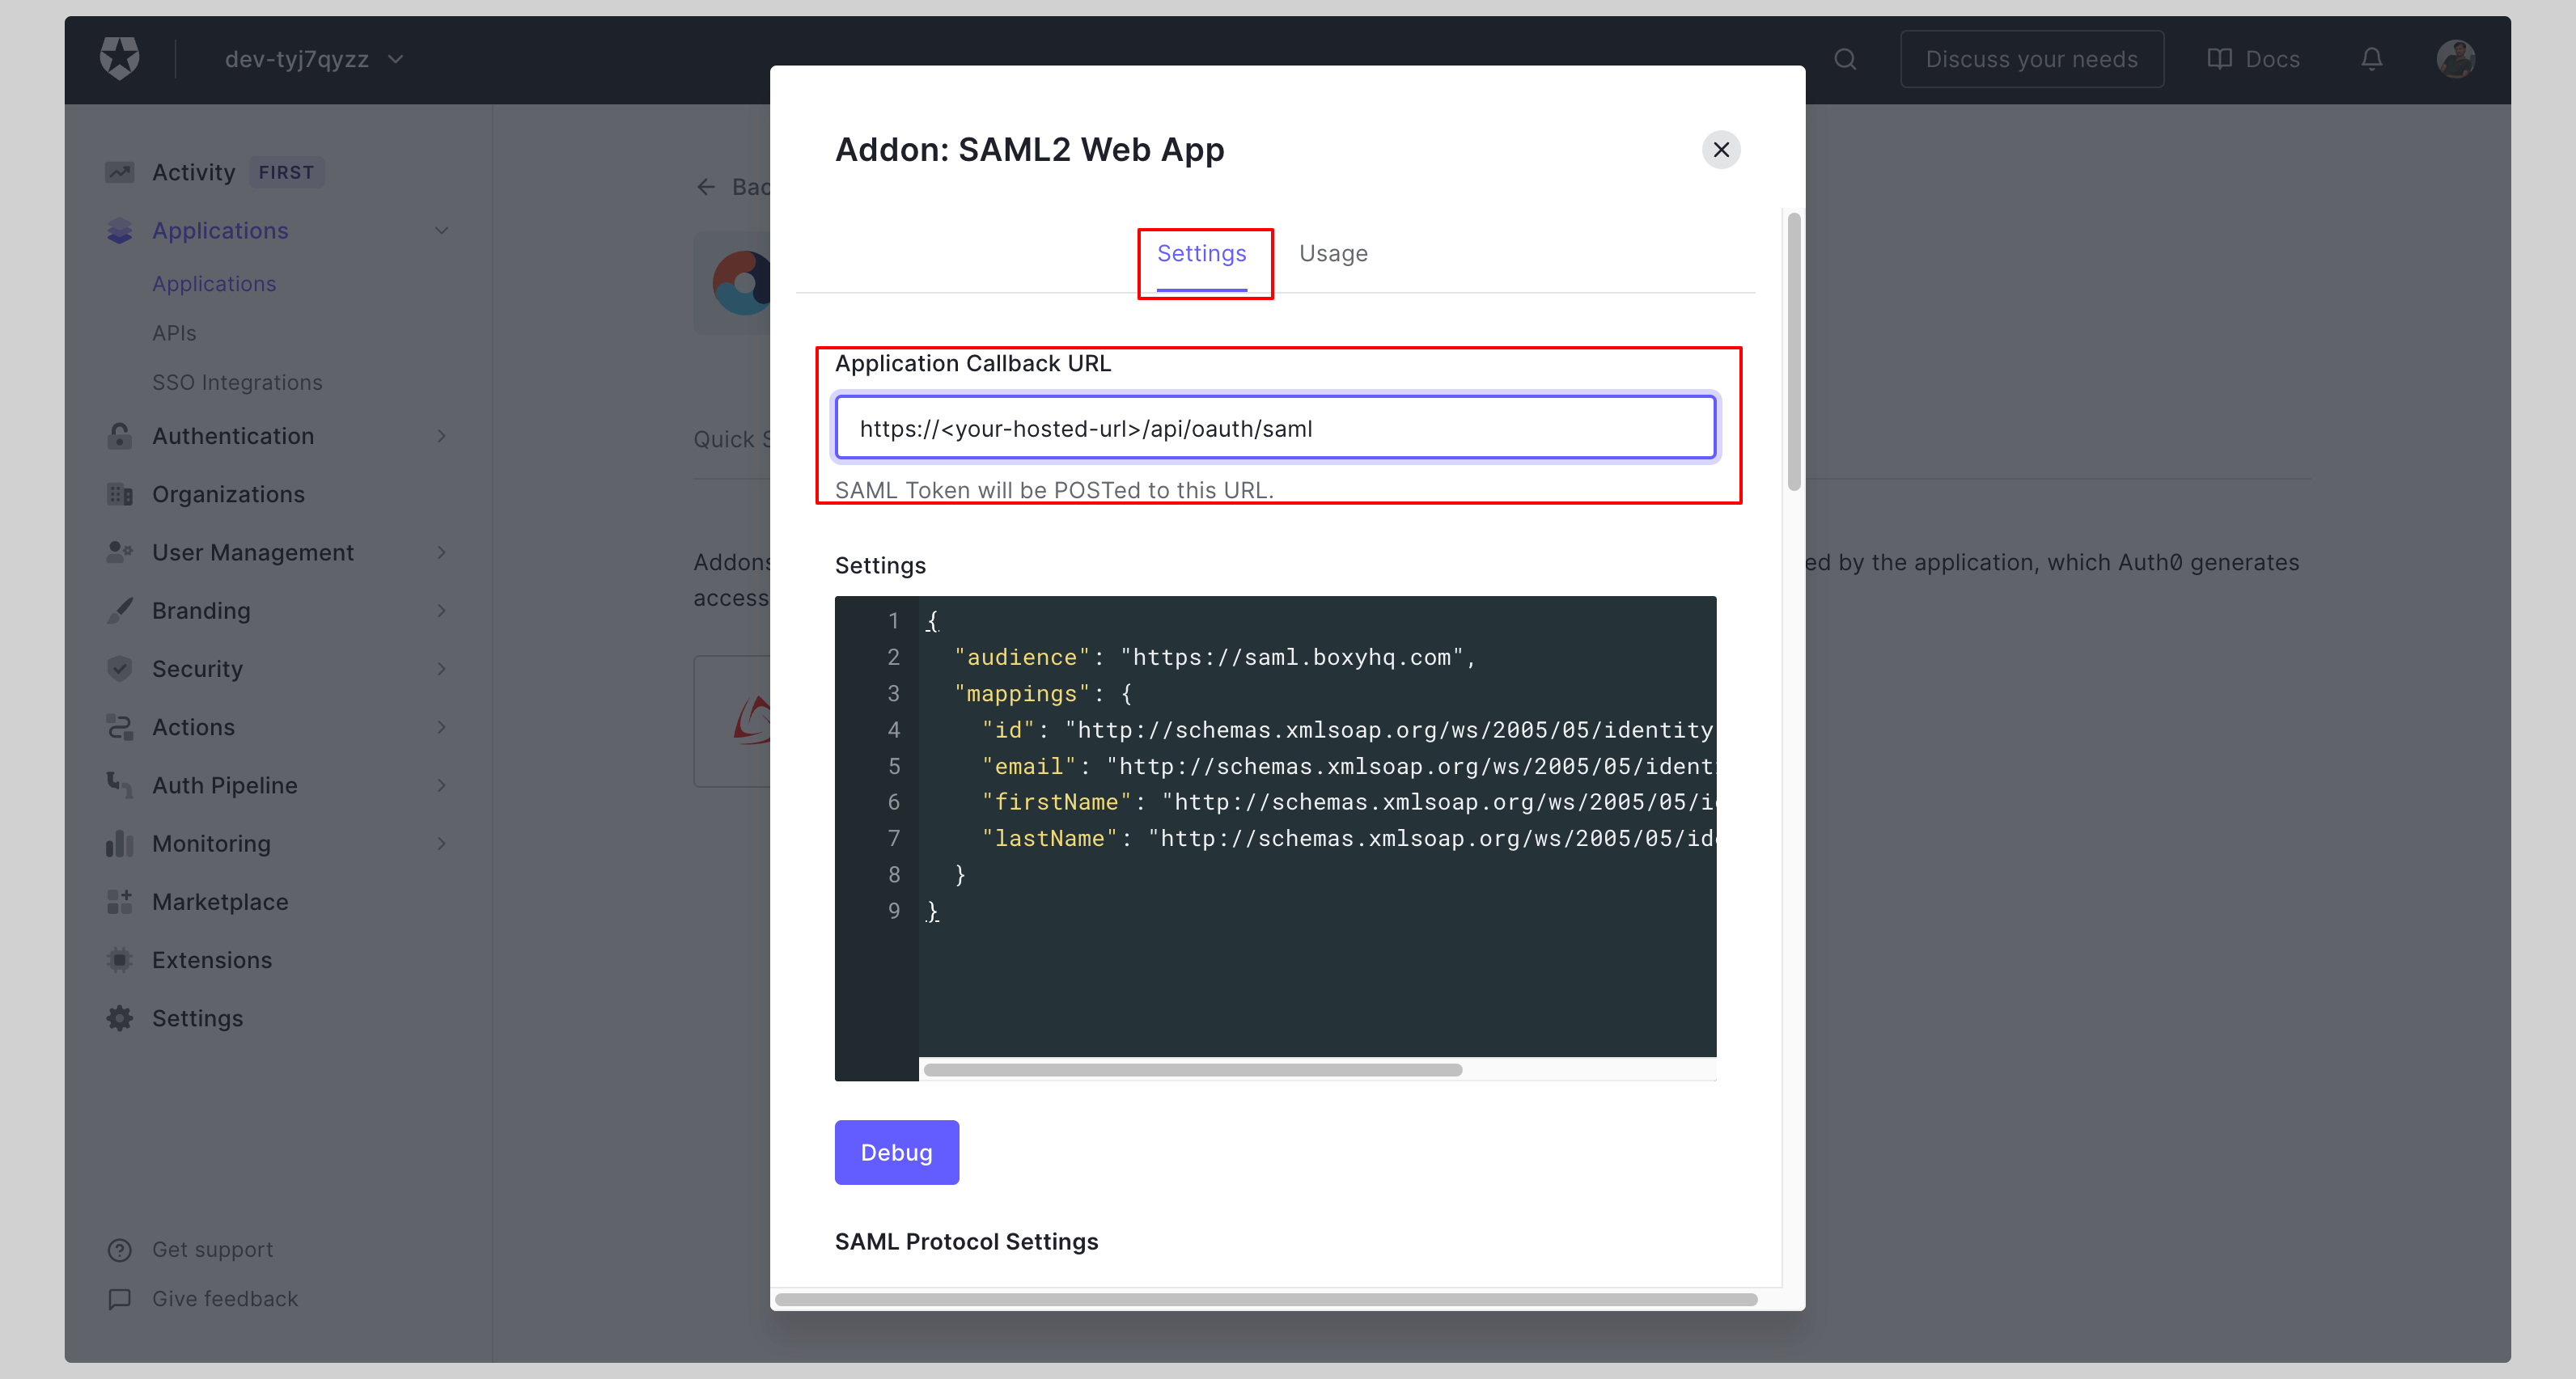 dev-tyj7qyzz
Discuss your needs
Docs
Activity FIRST
Applications
Applications
APIs
SSO Integrations
Authentication
Organizations
User Management
Branding
Security
Actions
Auth Pipeline
Monitoring
Marketplace
Extensions
Settings
Get support
Give feedback
Bac
Quick S
Addons
ed by the application, which Auth0 generates
access
Addon: SAML2 Web App
Settings
Usage
Application Callback URL
https://<your-hosted-url>/api/oauth/saml
SAML Token will be POSTed to this URL.
Settings
1 {
2 "audience": "https://saml.boxyhq.com",
3 "mappings": {
4 "id": "http://schemas.xmlsoap.org/ws/2005/05/identity
5 "email": "http://schemas.xmlsoap.org/ws/2005/05/ident
6 "firstName": "http://schemas.xmlsoap.org/ws/2005/05/i
7 "lastName": "http://schemas.xmlsoap.org/ws/2005/05/id
8 }
9 }
Debug
SAML Protocol Settings